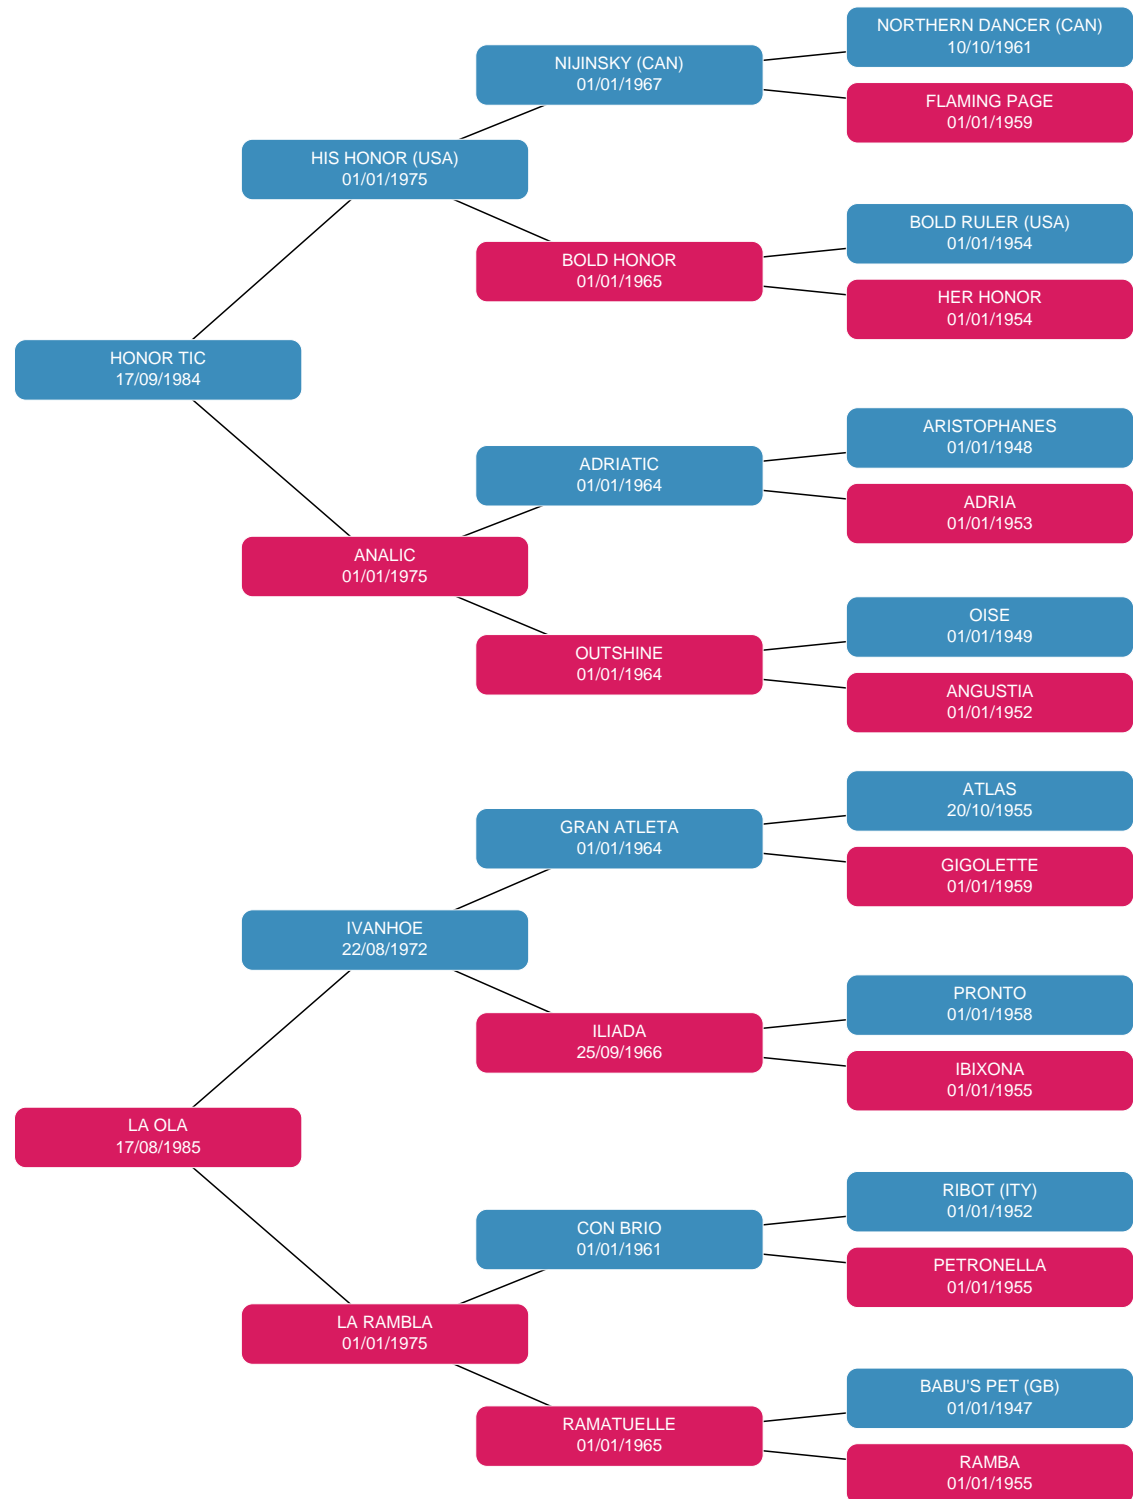 NORTHERN DANCER (CAN)
10/10/1961
NIJINSKY (CAN)
01/01/1967
FLAMING PAGE
01/01/1959
HIS HONOR (USA)
01/01/1975
BOLD RULER (USA)
01/01/1954
BOLD HONOR
01/01/1965
HER HONOR
01/01/1954
HONOR TIC
17/09/1984
ARISTOPHANES
01/01/1948
ADRIATIC
01/01/1964
ADRIA
01/01/1953
ANALIC
01/01/1975
OISE
01/01/1949
OUTSHINE
01/01/1964
ANGUSTIA
01/01/1952
ATLAS
20/10/1955
GRAN ATLETA
01/01/1964
GIGOLETTE
01/01/1959
IVANHOE
22/08/1972
PRONTO
01/01/1958
ILIADA
25/09/1966
IBIXONA
01/01/1955
LA OLA
17/08/1985
RIBOT (ITY)
01/01/1952
CON BRIO
01/01/1961
PETRONELLA
01/01/1955
LA RAMBLA
01/01/1975
BABU'S PET (GB)
01/01/1947
RAMATUELLE
01/01/1965
RAMBA
01/01/1955